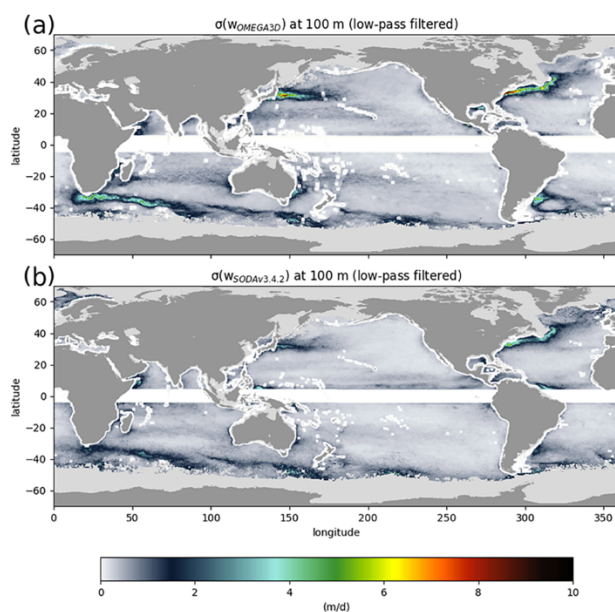 (a)
σ(wOMEGA3D) at 100 m (low-pass filtered)
60
40
20
0
−20
−40
−60
latitude
(b)
σ(wSODAv3.4.2) at 100 m (low-pass filtered)
60
40
20
0
−20
−40
−60
latitude
0 50 100 150 200 250 300 350
longitude
0 2 4 6 8 10
(m/d)